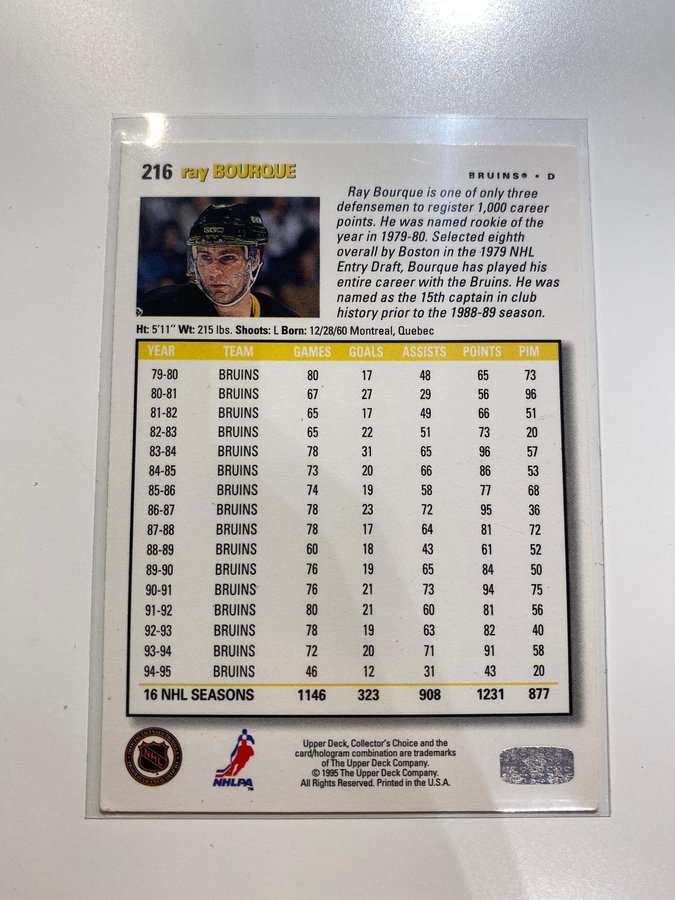 216 ray BOURQUE
BRUINS® • D
Ray Bourque is one of only three
defensemen to register 1,000 career
points. He was named rookie of the
year in 1979-80. Selected eighth
overall by Boston in the 1979 NHL
Entry Draft, Bourque has played his
entire career with the Bruins. He was
named as the 15th captain in club
history prior to the 1988-89 season.
Ht: 5'11" Wt: 215 lbs. Shoots: L Born: 12/28/60 Montreal, Quebec
YEAR TEAM GAMES GOALS ASSISTS POINTS PIM
79-80 BRUINS 80 17 48 65 73
80-81 BRUINS 67 27 29 56 96
81-82 BRUINS 65 17 49 66 51
82-83 BRUINS 65 22 51 73 20
83-84 BRUINS 78 31 65 96 57
84-85 BRUINS 73 20 66 86 53
85-86 BRUINS 74 19 58 77 68
86-87 BRUINS 78 23 72 95 36
87-88 BRUINS 78 17 64 81 72
88-89 BRUINS 60 18 43 61 52
89-90 BRUINS 76 19 65 84 50
90-91 BRUINS 76 21 73 94 75
91-92 BRUINS 80 21 60 81 56
92-93 BRUINS 78 19 63 82 40
93-94 BRUINS 72 20 71 91 58
94-95 BRUINS 46 12 31 43 20
16 NHL SEASONS 1146 323 908 1231 877
NHL
NHLPA™
Upper Deck, Collector's Choice and the
card/hologram combination are trademarks
of The Upper Deck Company.
© 1995 The Upper Deck Company.
All Rights Reserved. Printed in the U.S.A.